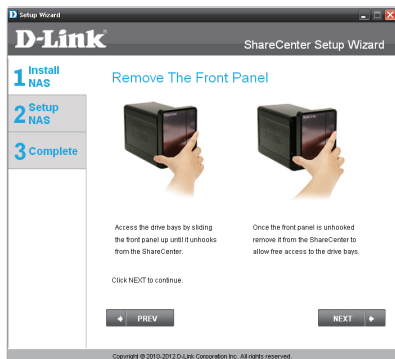 Setup Wizard
D-Link
ShareCenter Setup Wizard
1 Install
NAS
2 Setup
NAS
3 Complete
Remove The Front Panel
Access the drive bays by sliding
the front panel up until it unhooks
from the ShareCenter.
Once the front panel is unhooked
remove it from the ShareCenter to
allow free access to the drive bays.
Click NEXT to continue.
PREV
NEXT
Copyright © 2010-2012 D-Link Corporation Inc. All rights reserved.